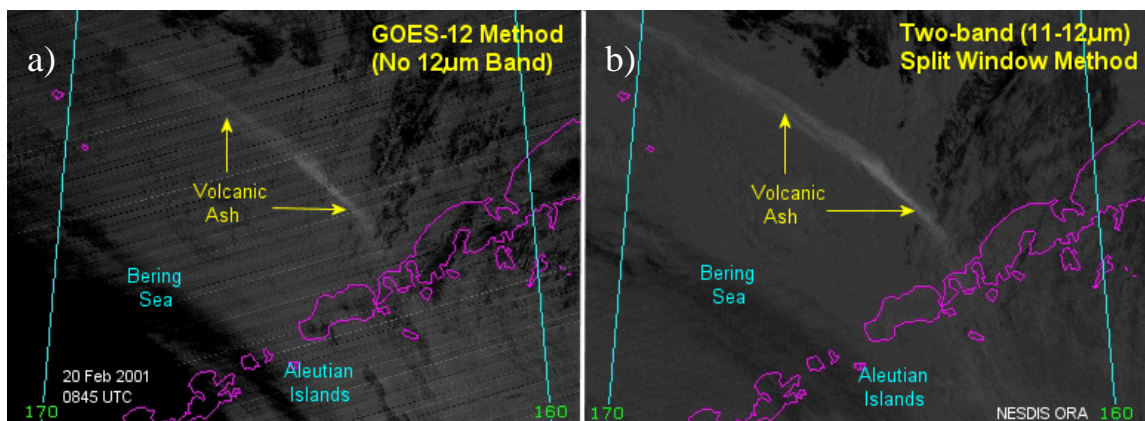 a)
GOES-12 Method
(No 12µm Band)
Volcanic
Ash
Bering
Sea
20 Feb 2001
0845 UTC
Aleutian
Islands
170
160
b)
Two-band (11-12µm)
Split Window Method
Volcanic
Ash
Bering
Sea
Aleutian
Islands
170
NESDIS ORA
160